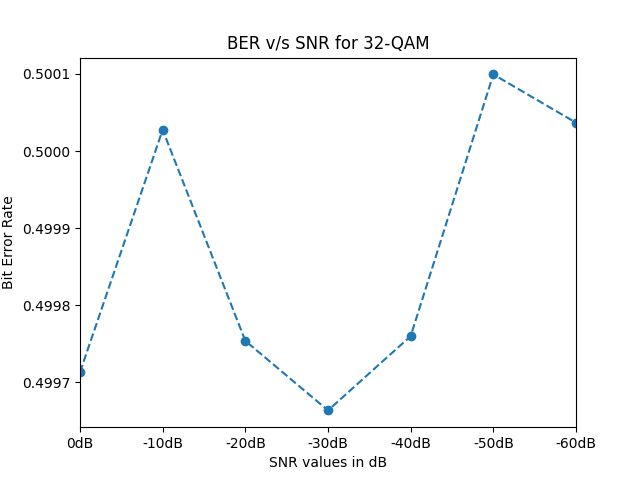 BER v/s SNR for 32-QAM
0.5001
0.5000
0.4999
0.4998
0.4997
Bit Error Rate
0dB -10dB -20dB -30dB -40dB -50dB -60dB
SNR values in dB